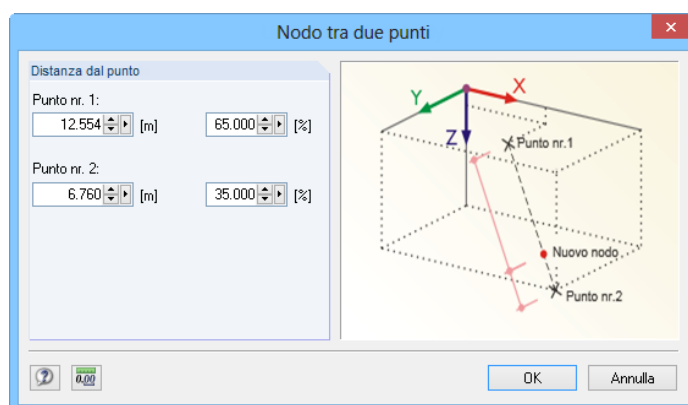 Nodo tra due punti
Distanza dal punto
Punto nr. 1:
12.554 [m] 65.000 [%]
Punto nr. 2:
6.760 [m] 35.000 [%]
Y X
Z
Punto nr.1
Nuovo nodo
Punto nr.2
0.00
OK Annulla